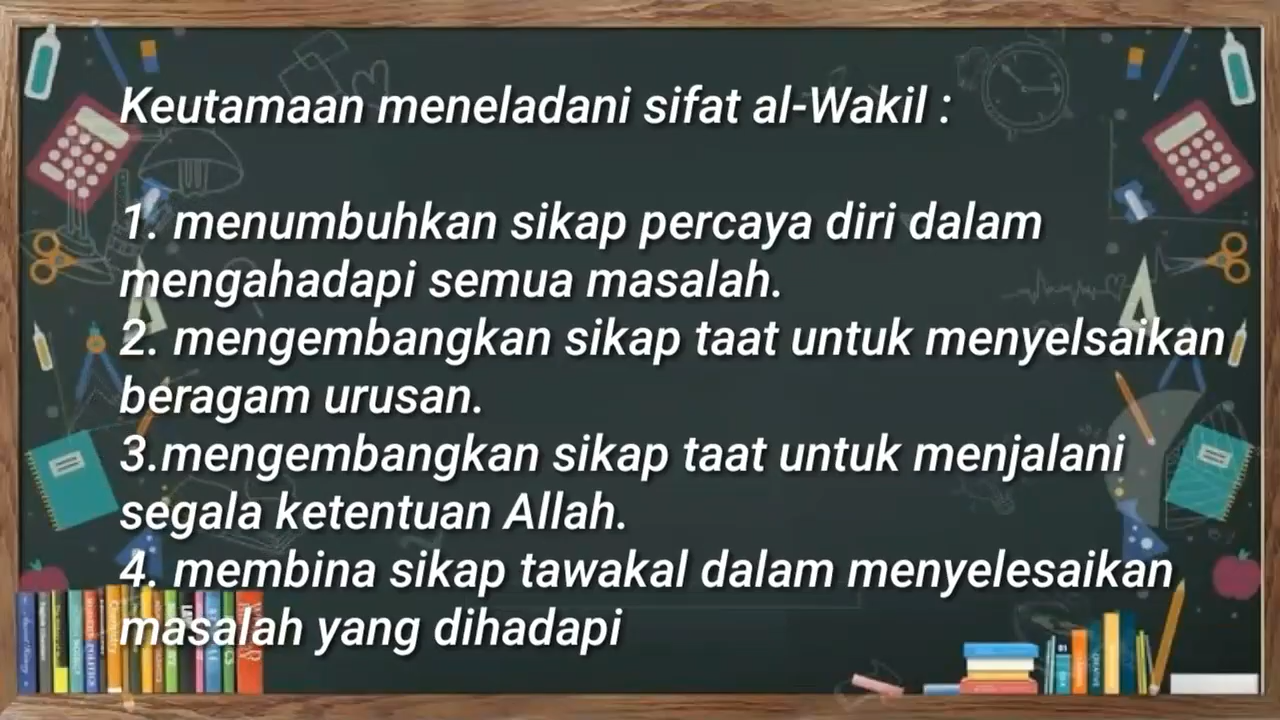 Keutamaan meneladani sifat al-Wakil :
1. menumbuhkan sikap percaya diri dalam
mengahadapi semua masalah.
2. mengembangkan sikap taat untuk menyelsaikan
beragam urusan.
3.mengembangkan sikap taat untuk menjalani
segala ketentuan Allah.
4. membina sikap tawakal dalam menyelesaikan
masalah yang dihadapi